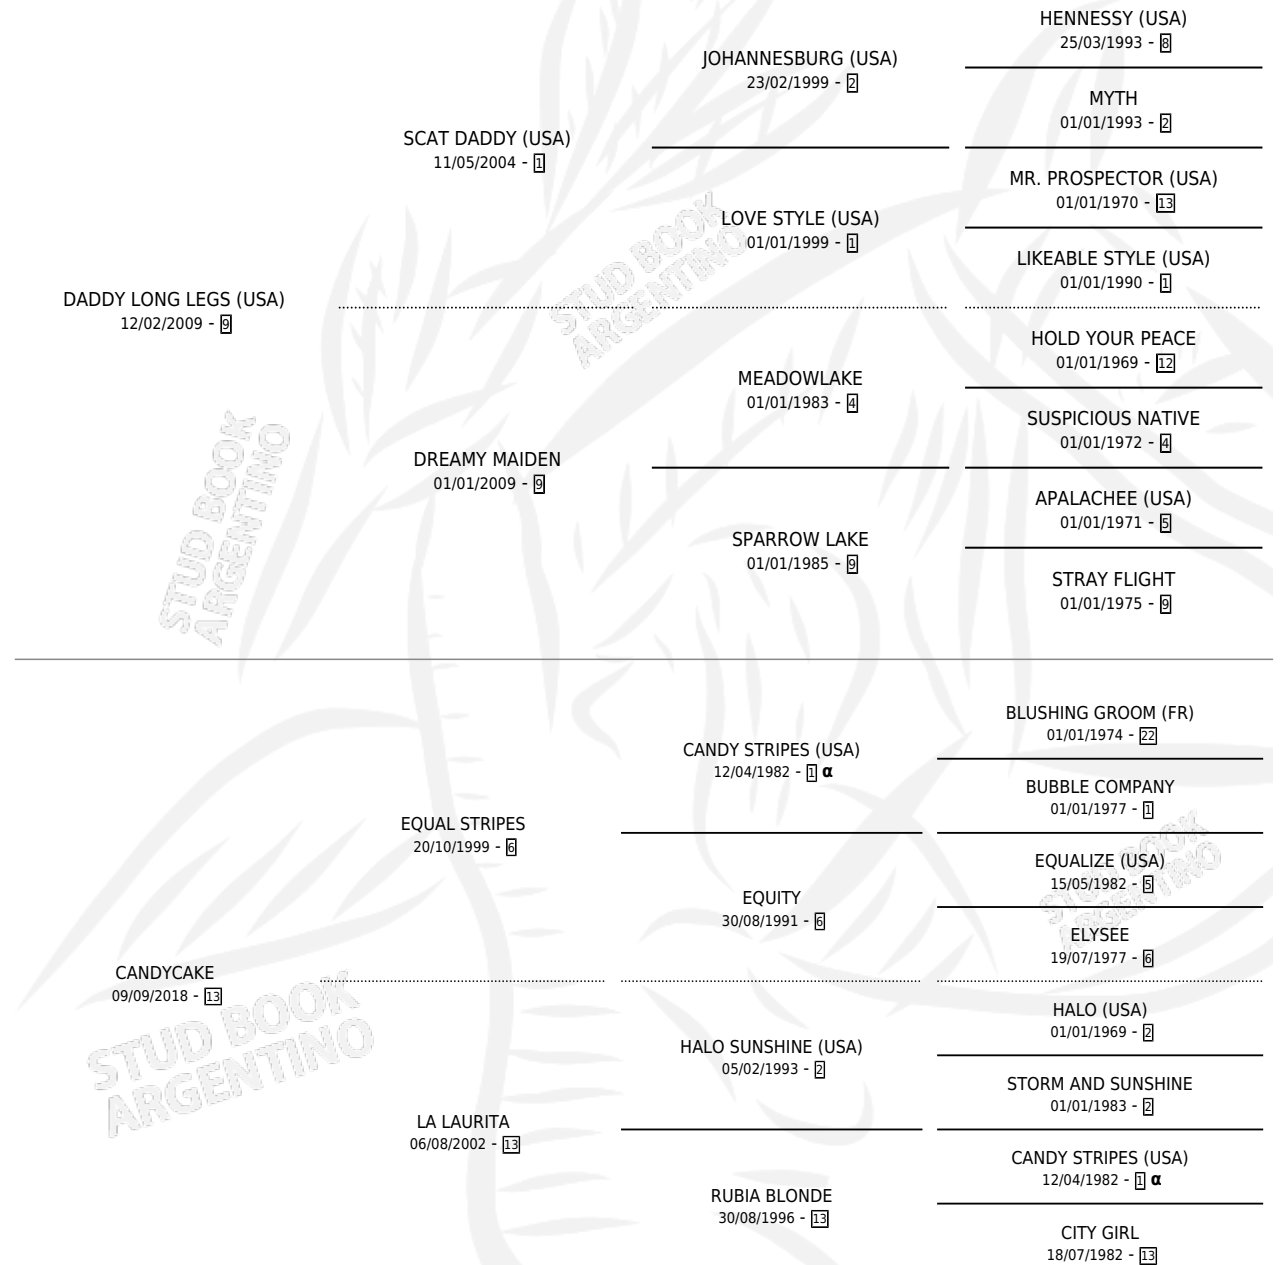 HENNESSY (USA)
25/03/1993 - 8
JOHANNESBURG (USA)
23/02/1999 - 2
MYTH
01/01/1993 - 2
SCAT DADDY (USA)
11/05/2004 - 1
MR. PROSPECTOR (USA)
01/01/1970 - 13
LOVE STYLE (USA)
01/01/1999 - 1
LIKEABLE STYLE (USA)
01/01/1990 - 1
STUD BOOK
ARGENTINO
DADDY LONG LEGS (USA)
12/02/2009 - 9
HOLD YOUR PEACE
01/01/1969 - 12
MEADOWLAKE
01/01/1983 - 4
SUSPICIOUS NATIVE
01/01/1972 - 4
DREAMY MAIDEN
01/01/2009 - 9
APALACHEE (USA)
01/01/1971 - 5
SPARROW LAKE
01/01/1985 - 9
STRAY FLIGHT
01/01/1975 - 9
STUD BOOK
ARGENTINO
BLUSHING GROOM (FR)
01/01/1974 - 22
CANDY STRIPES (USA)
12/04/1982 - 1 α
BUBBLE COMPANY
01/01/1977 - 1
EQUAL STRIPES
20/10/1999 - 6
EQUALIZE (USA)
15/05/1982 - 5
EQUITY
30/08/1991 - 6
STUD BOOK
ARGENTINO
ELYSEE
19/07/1977 - 6
CANDYCAKE
09/09/2018 - 13
HALO (USA)
01/01/1969 - 2
HALO SUNSHINE (USA)
05/02/1993 - 2
STORM AND SUNSHINE
01/01/1983 - 2
STUD BOOK
ARGENTINO
LA LAURITA
06/08/2002 - 13
CANDY STRIPES (USA)
12/04/1982 - 1 α
RUBIA BLONDE
30/08/1996 - 13
CITY GIRL
18/07/1982 - 13